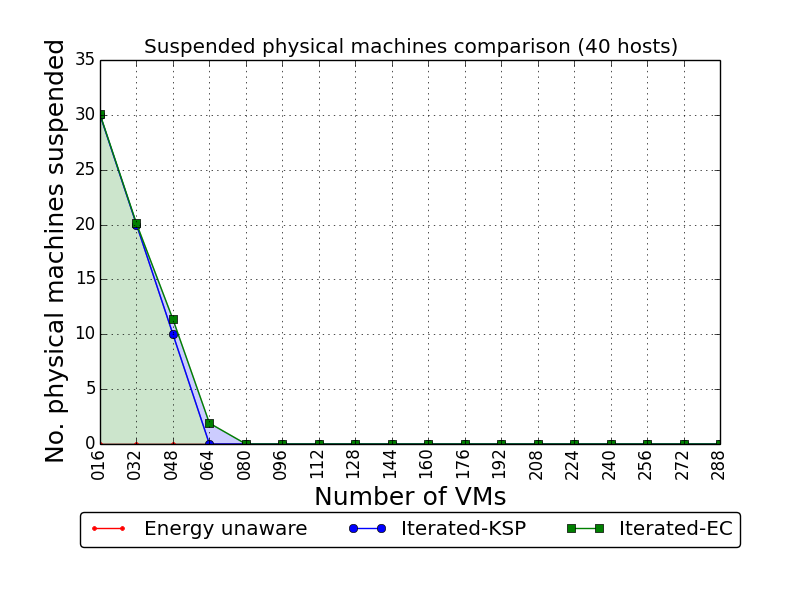 Suspended physical machines comparison (40 hosts)
No. physical machines suspended
35
30
25
20
15
10
5
0
016 032 048 064 080 096 112 128 144 160 176 192 208 224 240 256 272 288
Number of VMs
Energy unaware Iterated-KSP Iterated-EC